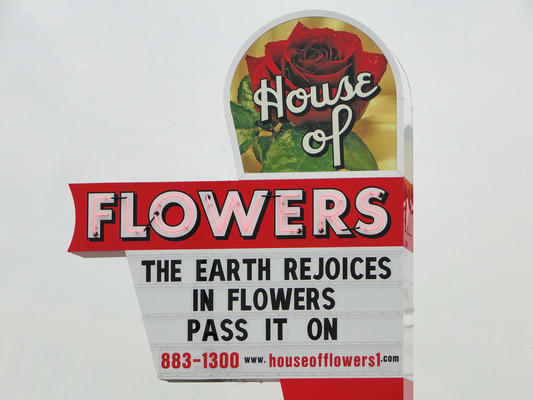 House
of
FLOWERS
THE EARTH REJOICES
IN FLOWERS
PASS IT ON
883-1300 www.houseofflowers1.com